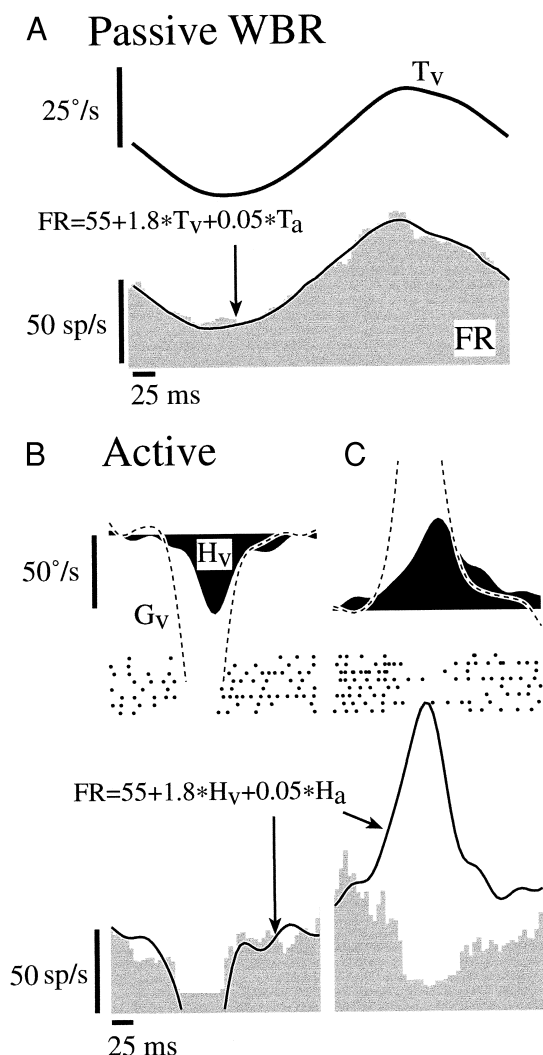 A Passive WBR
Tv
25°/s
FR=55+1.8*Tv+0.05*Ta
50 sp/s
FR
25 ms
B Active C
50°/s
Hv
Gv
FR=55+1.8*Hv+0.05*Ha
50 sp/s
25 ms